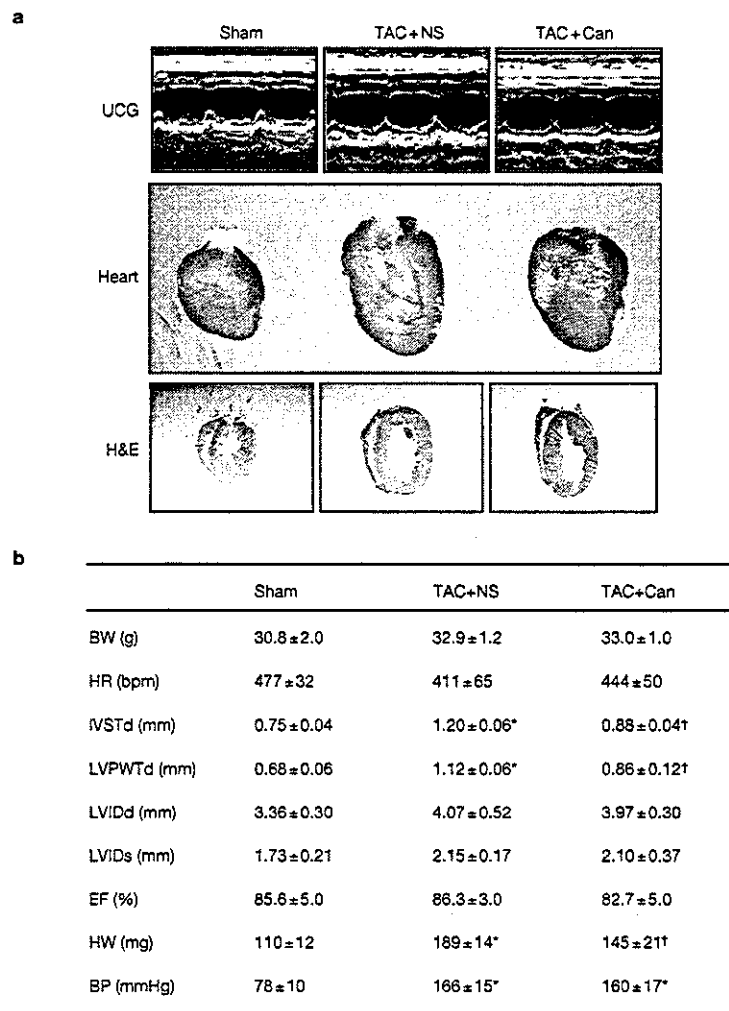 a
Sham TAC+NS TAC+Can
UCG
Heart
H&E
b
Sham TAC+NS TAC+Can
BW (g) 30.8±2.0 32.9±1.2 33.0±1.0
HR (bpm) 477±32 411±65 444±50
IVSTd (mm) 0.75±0.04 1.20±0.06* 0.88±0.04†
LVPWTd (mm) 0.68±0.06 1.12±0.06* 0.86±0.12†
LVIDd (mm) 3.36±0.30 4.07±0.52 3.97±0.30
LVIDs (mm) 1.73±0.21 2.15±0.17 2.10±0.37
EF (%) 85.6±5.0 86.3±3.0 82.7±5.0
HW (mg) 110±12 189±14* 145±21†
BP (mmHg) 78±10 166±15* 160±17*